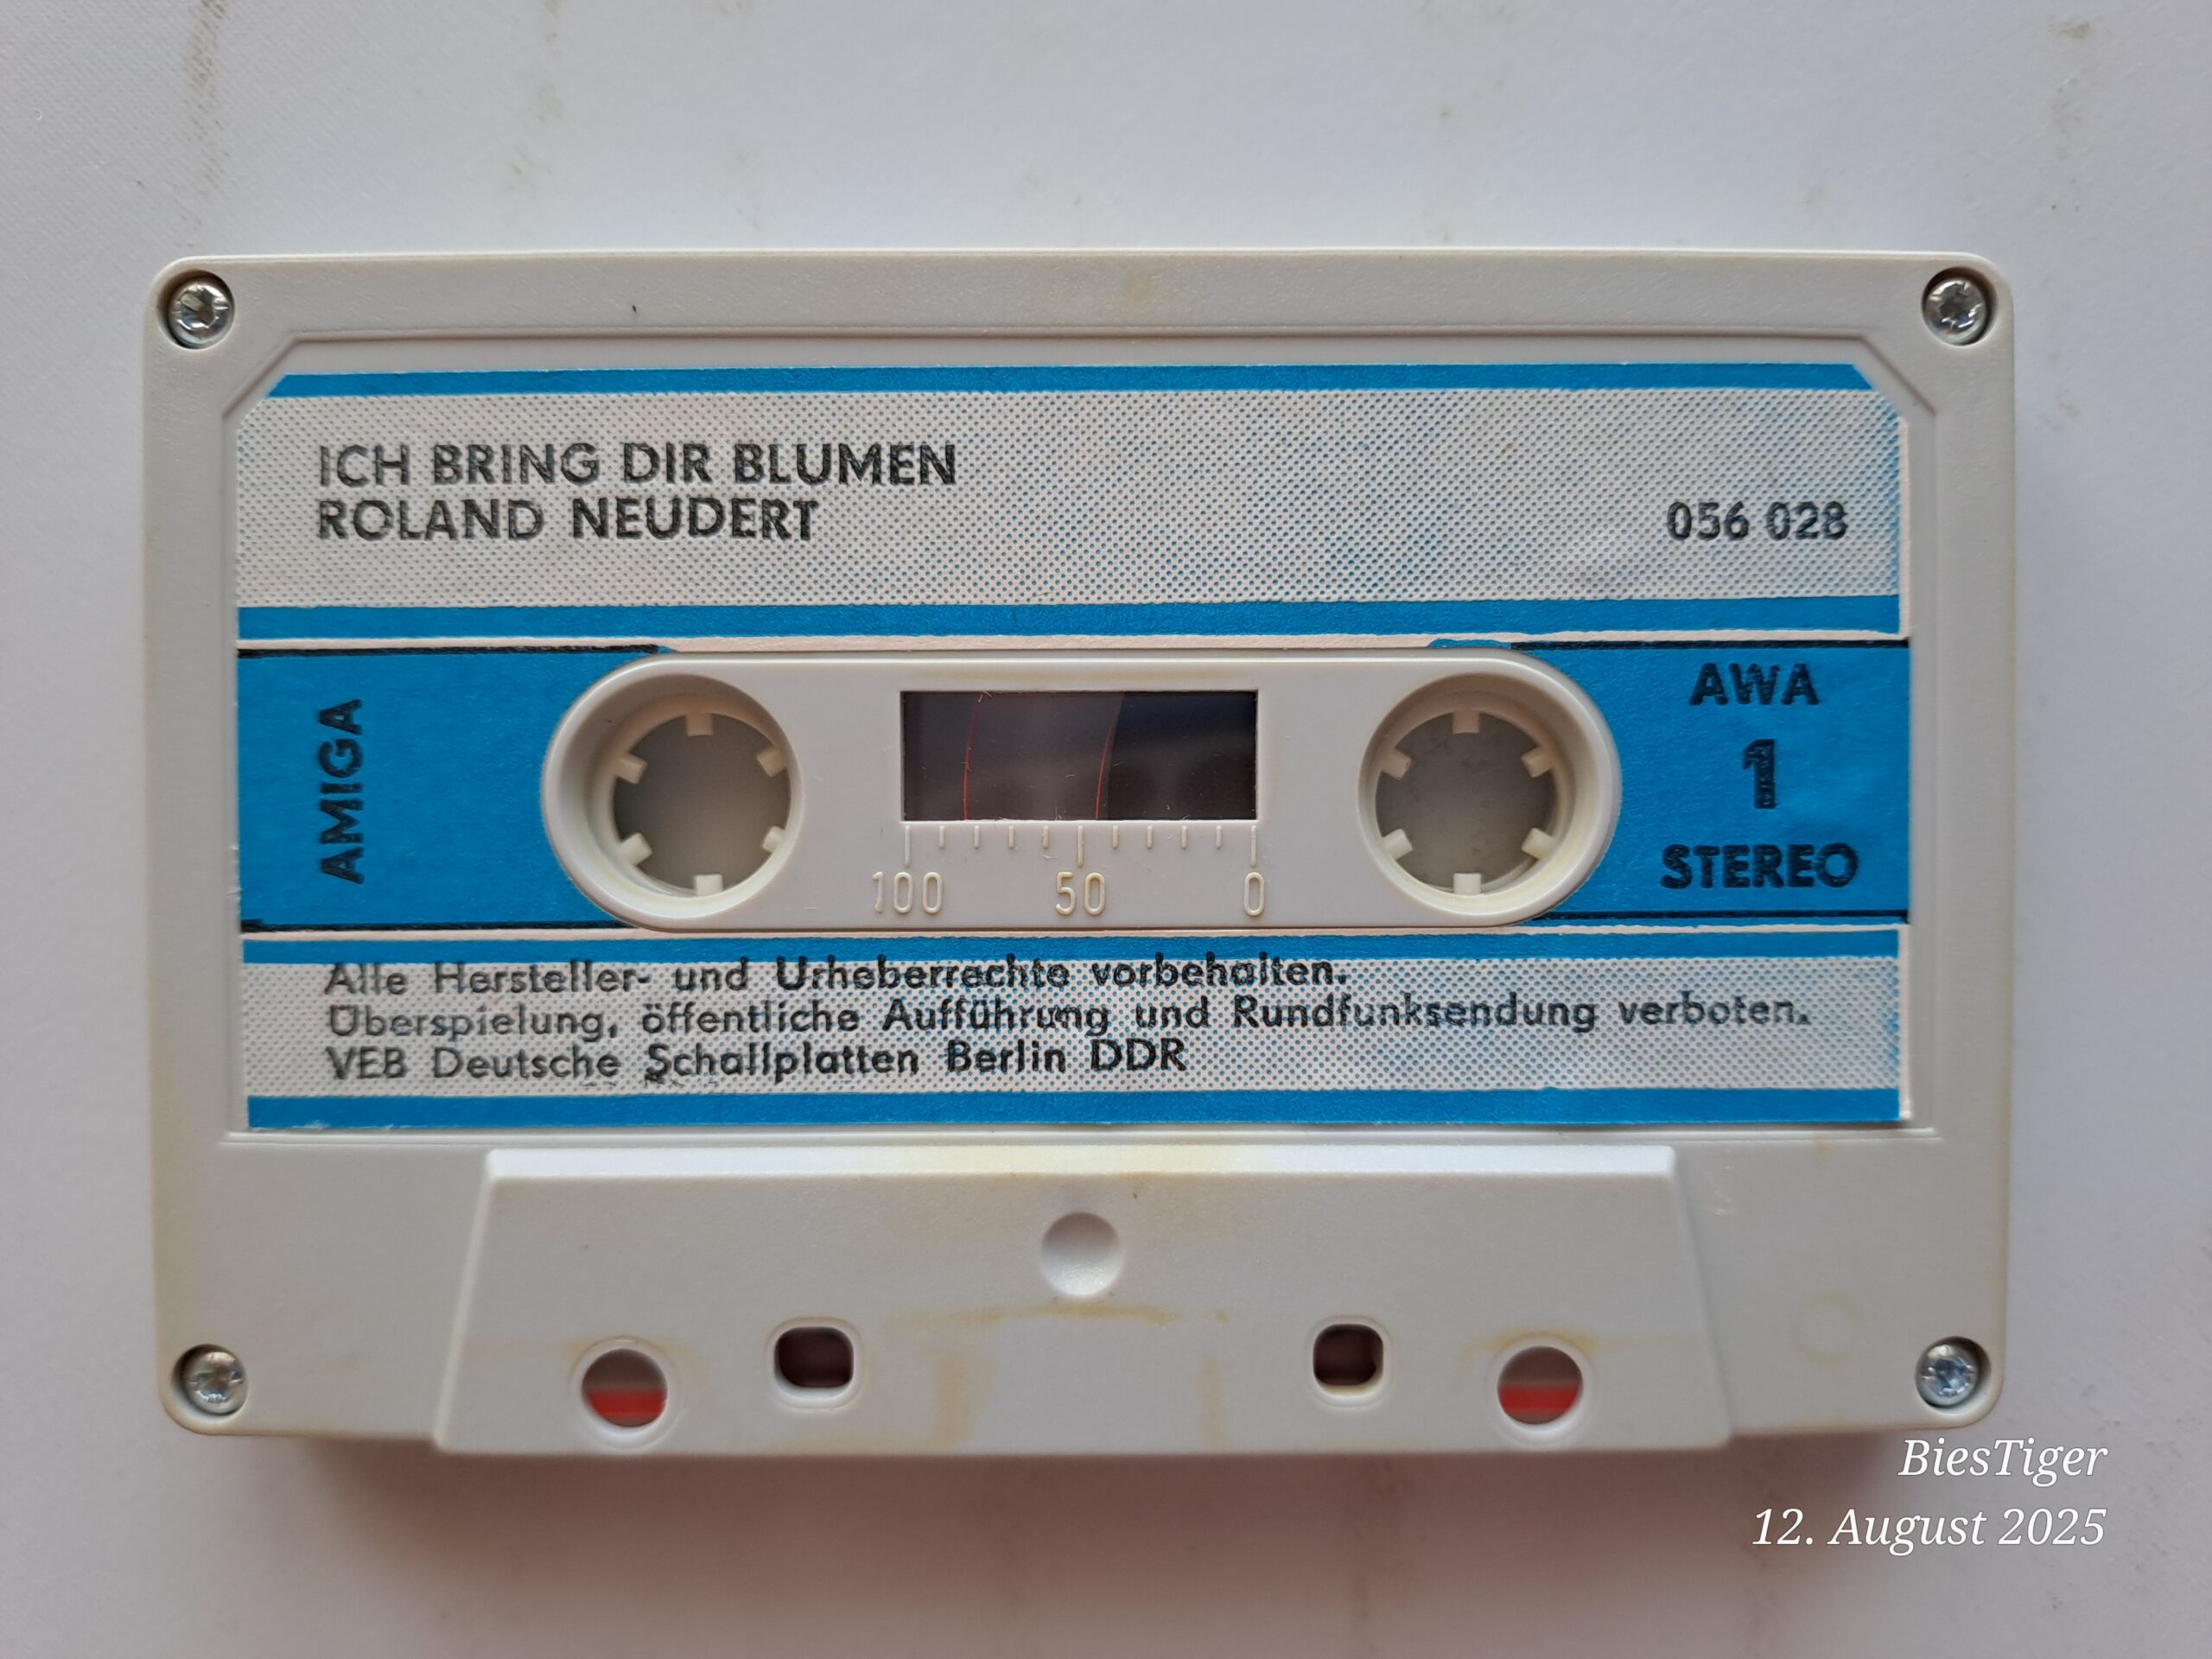 ICH BRING DIR BLUMEN
ROLAND NEUDERT
056 028
AMIGA
AWA
1
STEREO
100 50 0
Alle Hersteller- und Urheberrechte vorbehalten.
Überspielung, öffentliche Aufführung und Rundfunksendung verboten.
VEB Deutsche Schallplatten Berlin DDR
BiesTiger
12. August 2025